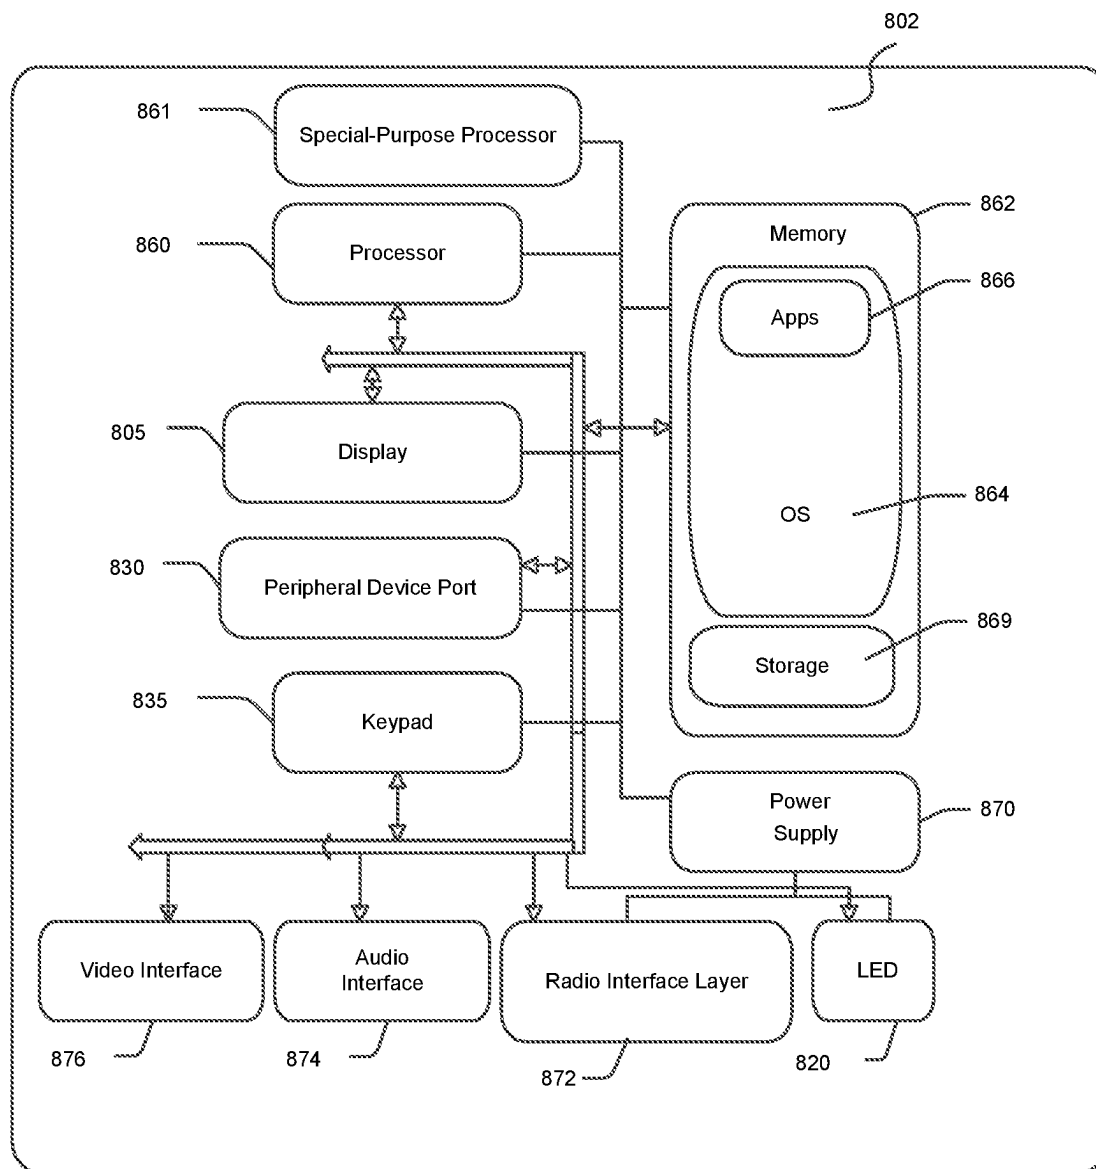 802
861
Special-Purpose Processor
862
860
Processor
Memory
866
Apps
805
Display
864
OS
830
Peripheral Device Port
869
Storage
835
Keypad
870
Power
Supply
Video Interface
Audio
Interface
Radio Interface Layer
LED
876
874
872
820